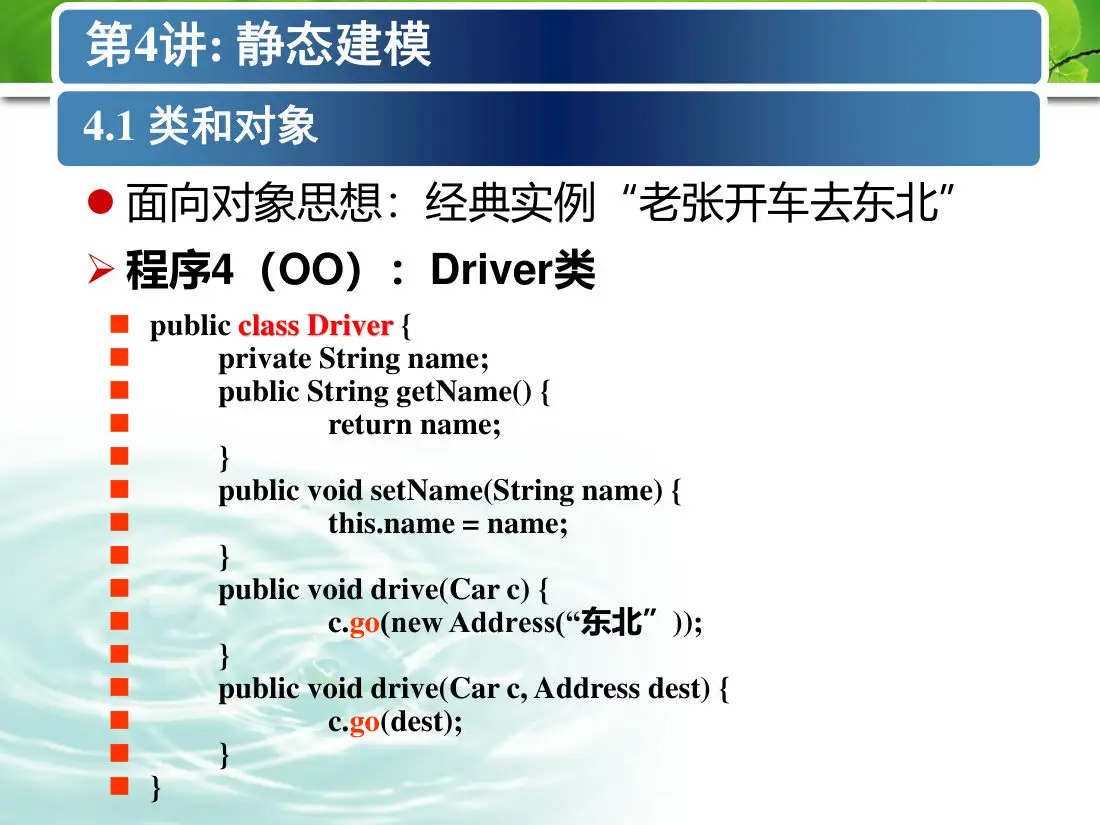 第4讲: 静态建模
4.1 类和对象
面向对象思想：经典实例“老张开车去东北”
程序4（OO）：Driver类
public class Driver {
private String name;
public String getName() {
return name;
}
public void setName(String name) {
this.name = name;
}
public void drive(Car c) {
c.go(new Address(“东北”));
}
public void drive(Car c, Address dest) {
c.go(dest);
}
}